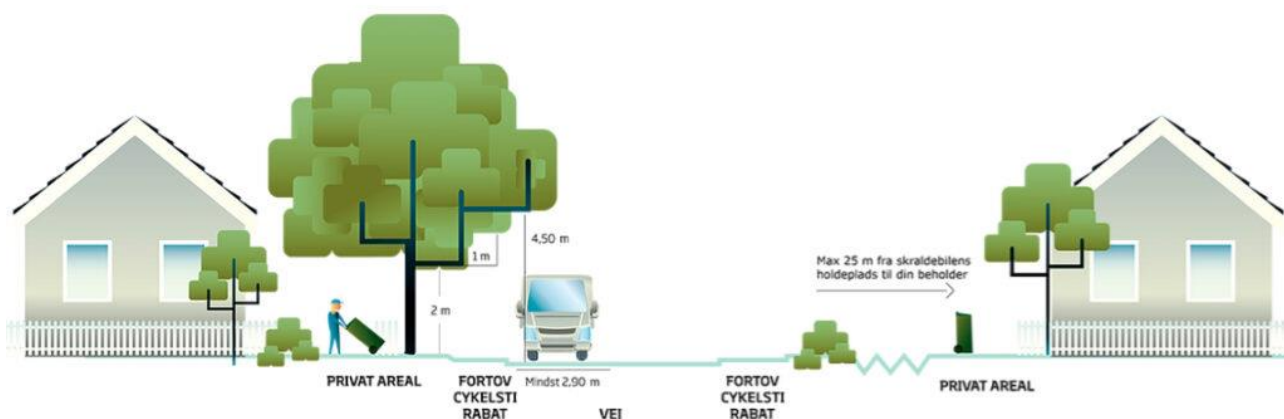 4,50 m
1 m
2 m
Max 25 m fra skraldebilens
holdeplads til din beholder
Mindst 2,90 m
PRIVAT AREAL
FORTOV
CYKELSTI
RABAT
VEI
FORTOV
CYKELSTI
RABAT
PRIVAT AREAL